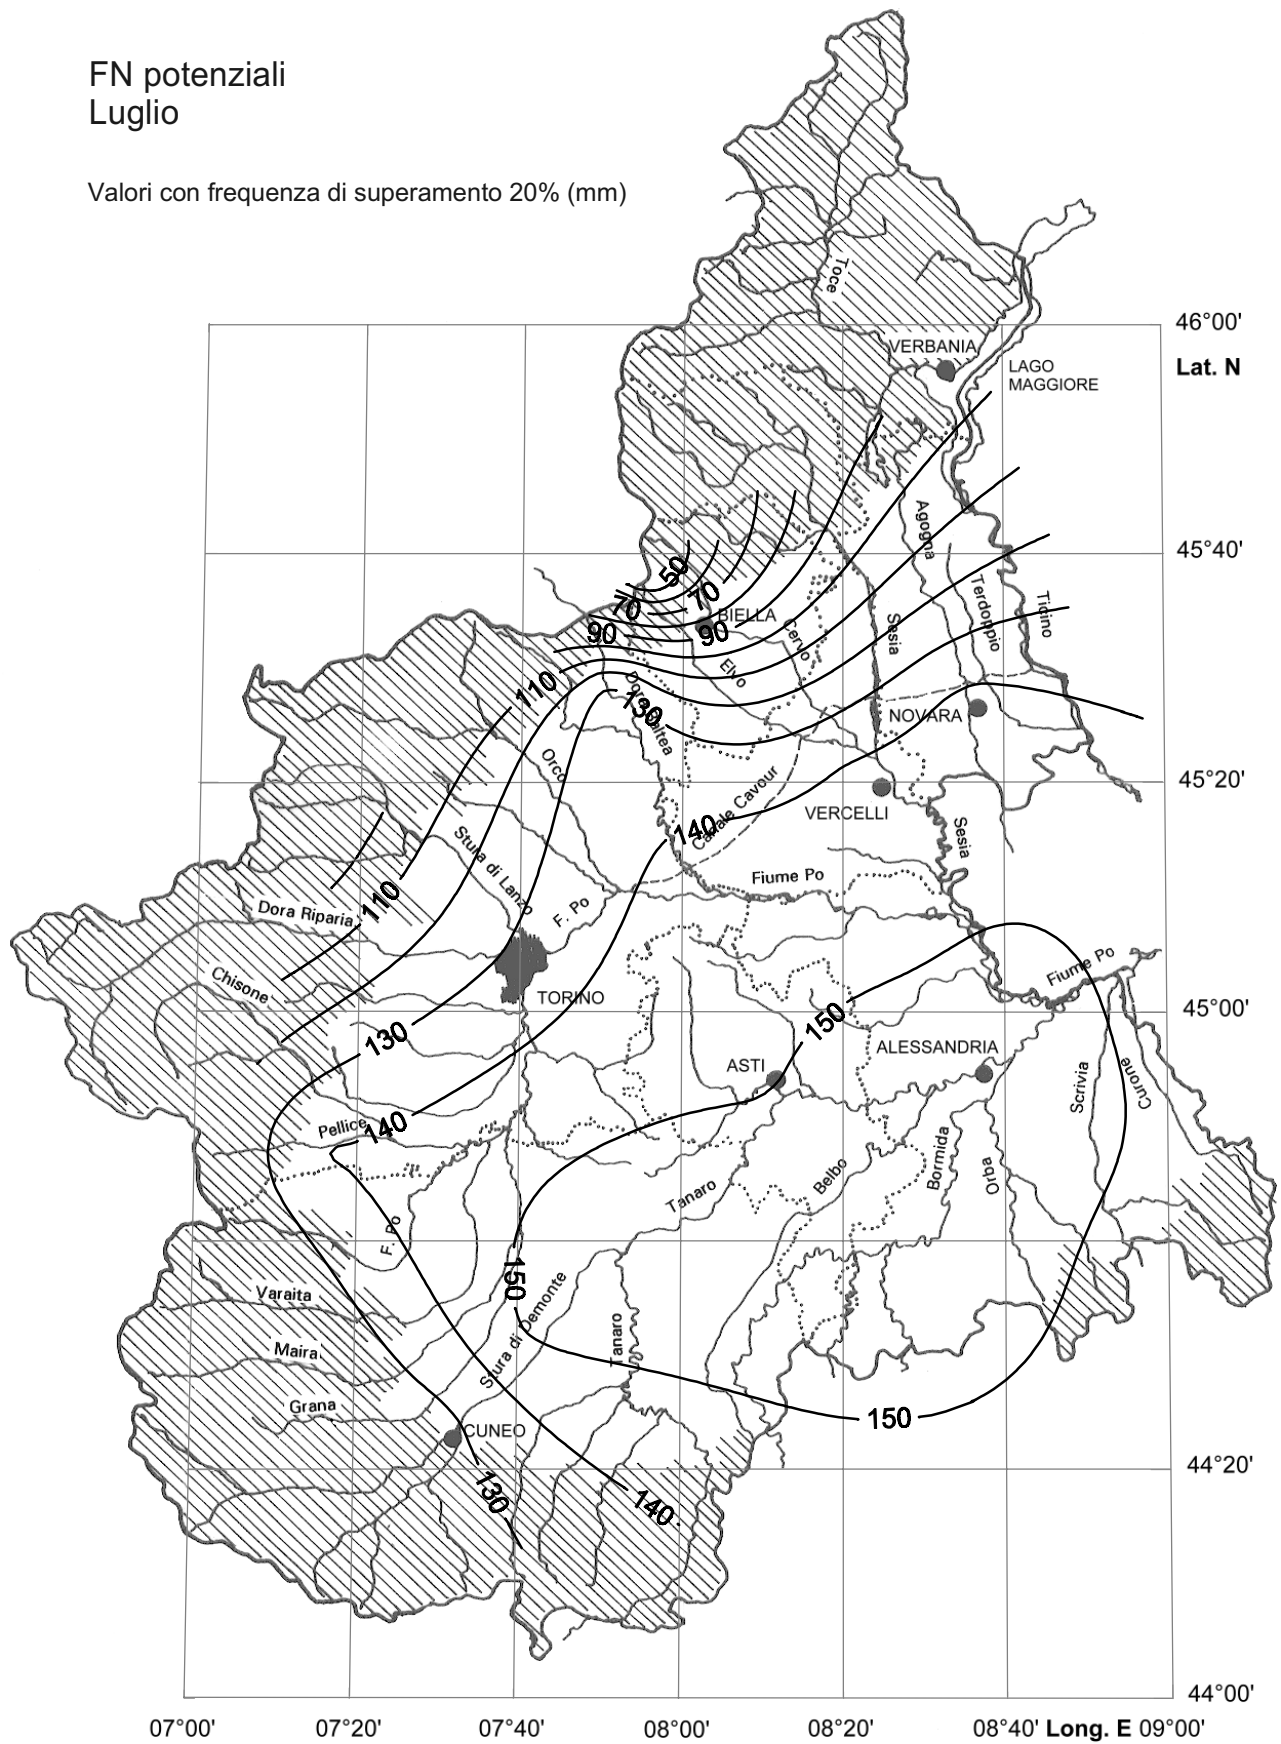 FN potenziali
Luglio
Valori con frequenza di superamento 20% (mm)
Toce
46°00'
VERBANIA
Lat. N
LAGO
MAGGIORE
Agogna
45°40'
50
70
70
BIELLA
90
90
Cervo
Sesia
Terdoppio
Ticino
Elvo
110
Dora Baltea
130
NOVARA
Orco
45°20'
Canale Cavour
VERCELLI
140
Stura di Lanzo
Sesia
Fiume Po
110
Dora Riparia
F. Po
Chisone
Fiume Po
TORINO
45°00'
150
130
ASTI
ALESSANDRIA
Scrivia
Curone
Pellice
140
Bormida
Orba
Belbo
Tanaro
F. Po
150
Varaita
Stura di Demonte
Tanaro
Maira
Grana
150
CUNEO
44°20'
130
140
44°00'
07°00' 07°20' 07°40' 08°00' 08°20' 08°40' Long. E 09°00'